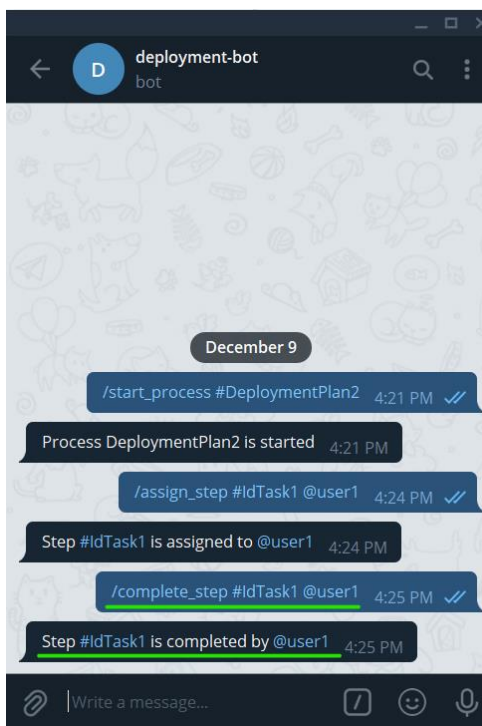 D
deployment-bot
bot
December 9
/start_process #DeploymentPlan2 4:21 PM
Process DeploymentPlan2 is started 4:21 PM
/assign_step #IdTask1 @user1 4:24 PM
Step #IdTask1 is assigned to @user1 4:24 PM
/complete_step #IdTask1 @user1 4:25 PM
Step #IdTask1 is completed by @user1 4:25 PM
Write a message...